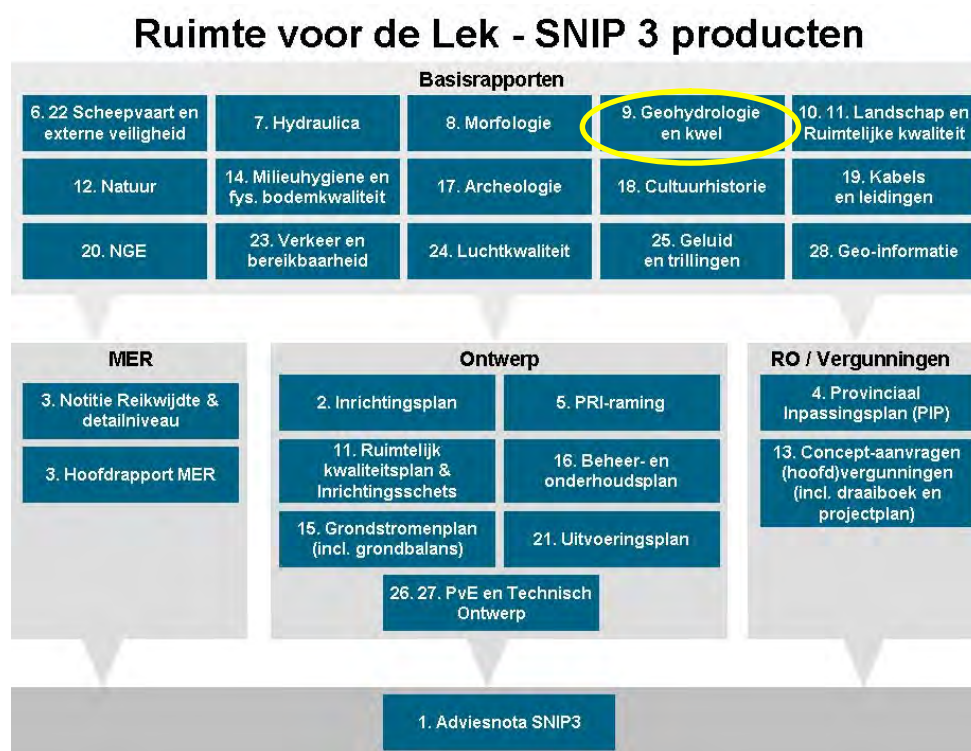 Ruimte voor de Lek - SNIP 3 producten
Basisrapporten
6. 22 Scheepvaart en
externe veiligheid
7. Hydraulica
8. Morfologie
9. Geohydrologie
en kwel
10. 11. Landschap en
Ruimtelijke kwaliteit
12. Natuur
14. Milieuhygiene en
fys. bodemkwaliteit
17. Archeologie
18. Cultuurhistorie
19. Kabels
en leidingen
20. NGE
23. Verkeer en
bereikbaarheid
24. Luchtkwaliteit
25. Geluid
en trillingen
28. Geo-informatie
MER
3. Notitie Reikwijdte &
detailniveau
3. Hoofdrapport MER
Ontwerp
2. Inrichtingsplan
5. PRI-raming
11. Ruimtelijk
kwaliteitsplan &
Inrichtingsschets
16. Beheer- en
onderhoudsplan
15. Grondstromenplan
(incl. grondbalans)
21. Uitvoeringsplan
26. 27. PvE en Technisch
Ontwerp
RO / Vergunningen
4. Provinciaal
Inpassingsplan (PIP)
13. Concept-aanvragen
(hoofd)vergunningen
(incl. draaiboek en
projectplan)
1. Adviesnota SNIP3